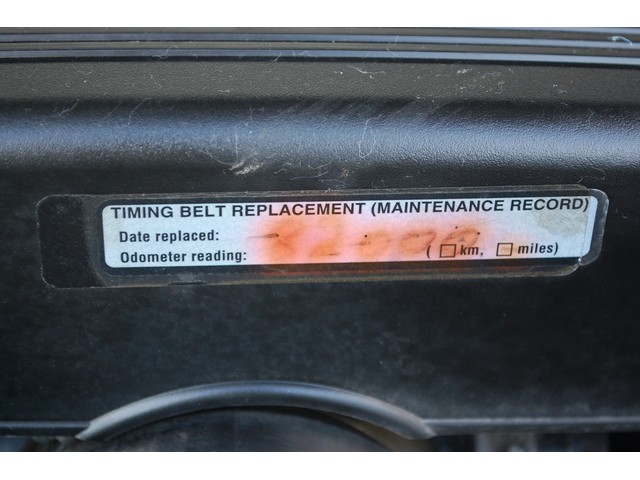 TIMING BELT REPLACEMENT (MAINTENANCE RECORD)
Date replaced:
Odometer reading: ( □ km, □ miles)